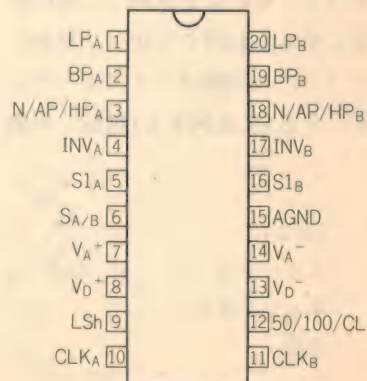 LPA 1 20 LPB
BPA 2 19 BPB
N/AP/HPA 3 18 N/AP/HPB
INVA 4 17 INVB
S1A 5 16 S1B
SA/B 6 15 AGND
VA+ 7 14 VA−
VD+ 8 13 VD−
LSh 9 12 50/100/CL
CLKA 10 11 CLKB